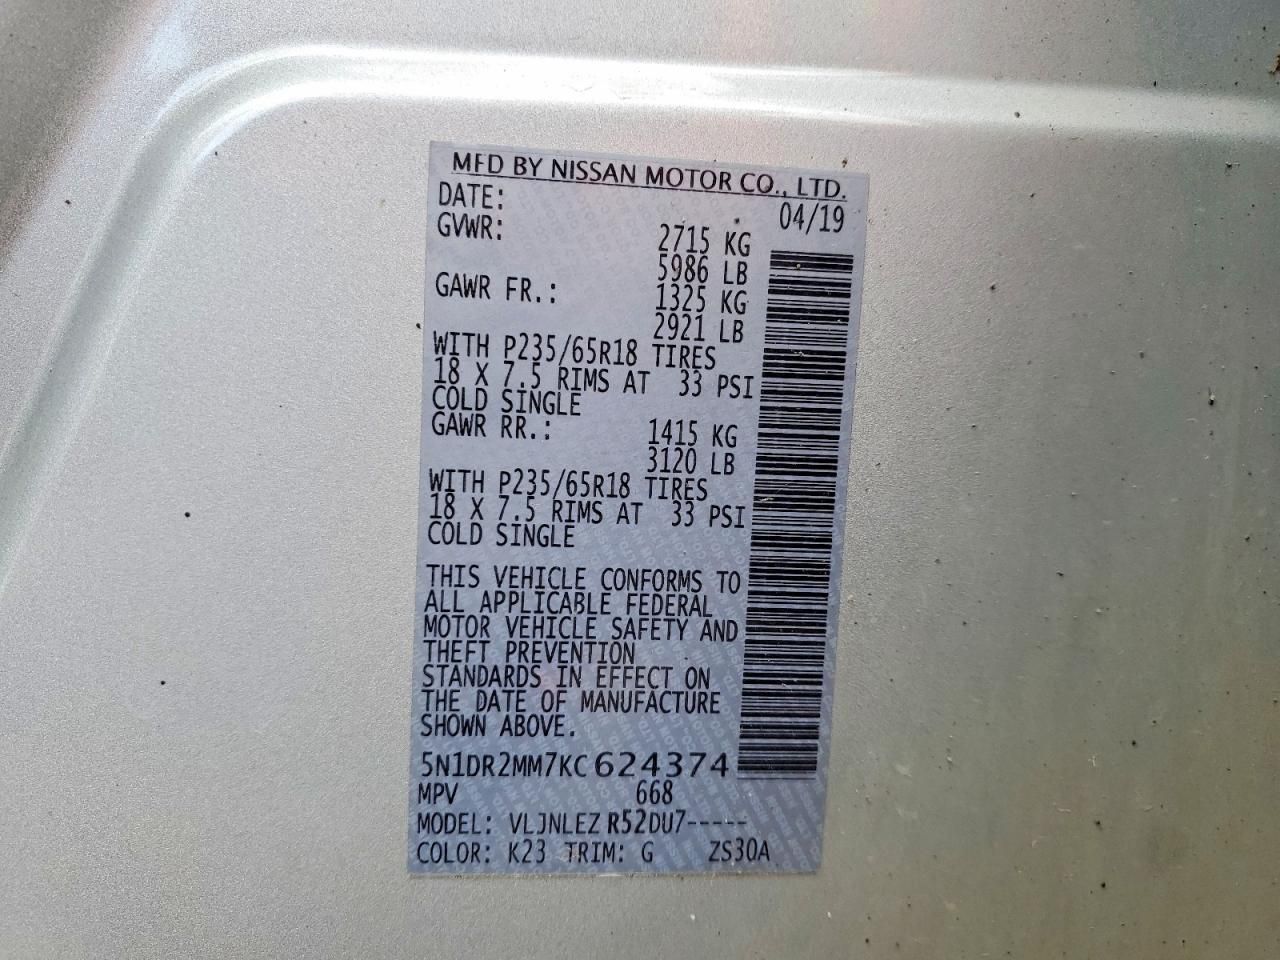 MFD BY NISSAN MOTOR CO., LTD.
DATE: 04/19
GVWR: 2715 KG
5986 LB
GAWR FR.: 1325 KG
2921 LB
WITH P235/65R18 TIRES
18 X 7.5 RIMS AT 33 PSI
COLD SINGLE
GAWR RR.: 1415 KG
3120 LB
WITH P235/65R18 TIRES
18 X 7.5 RIMS AT 33 PSI
COLD SINGLE
THIS VEHICLE CONFORMS TO
ALL APPLICABLE FEDERAL
MOTOR VEHICLE SAFETY AND
THEFT PREVENTION
STANDARDS IN EFFECT ON
THE DATE OF MANUFACTURE
SHOWN ABOVE.
5N1DR2MM7KC624374
MPV 668
MODEL: VLJNLEZ R52DU7-----
COLOR: K23 TRIM: G ZS30A